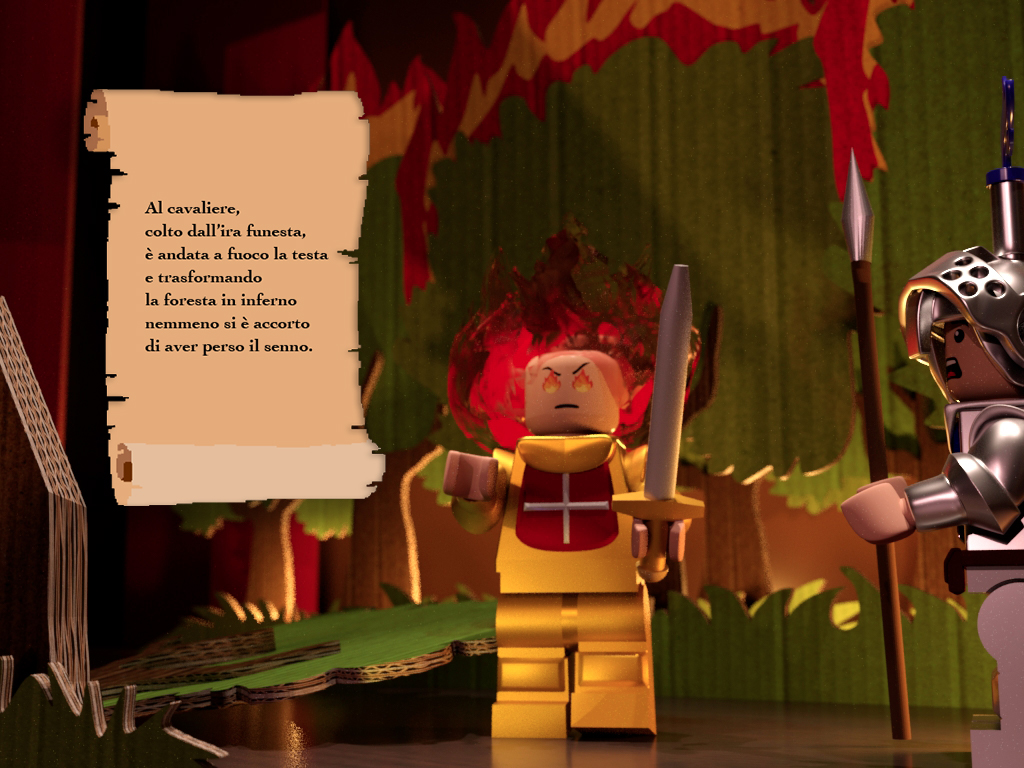 Al cavaliere,
colto dall'ira funesta,
è andata a fuoco la testa
e trasformando
la foresta in inferno
nemmeno si è accorto
di aver perso il senno.